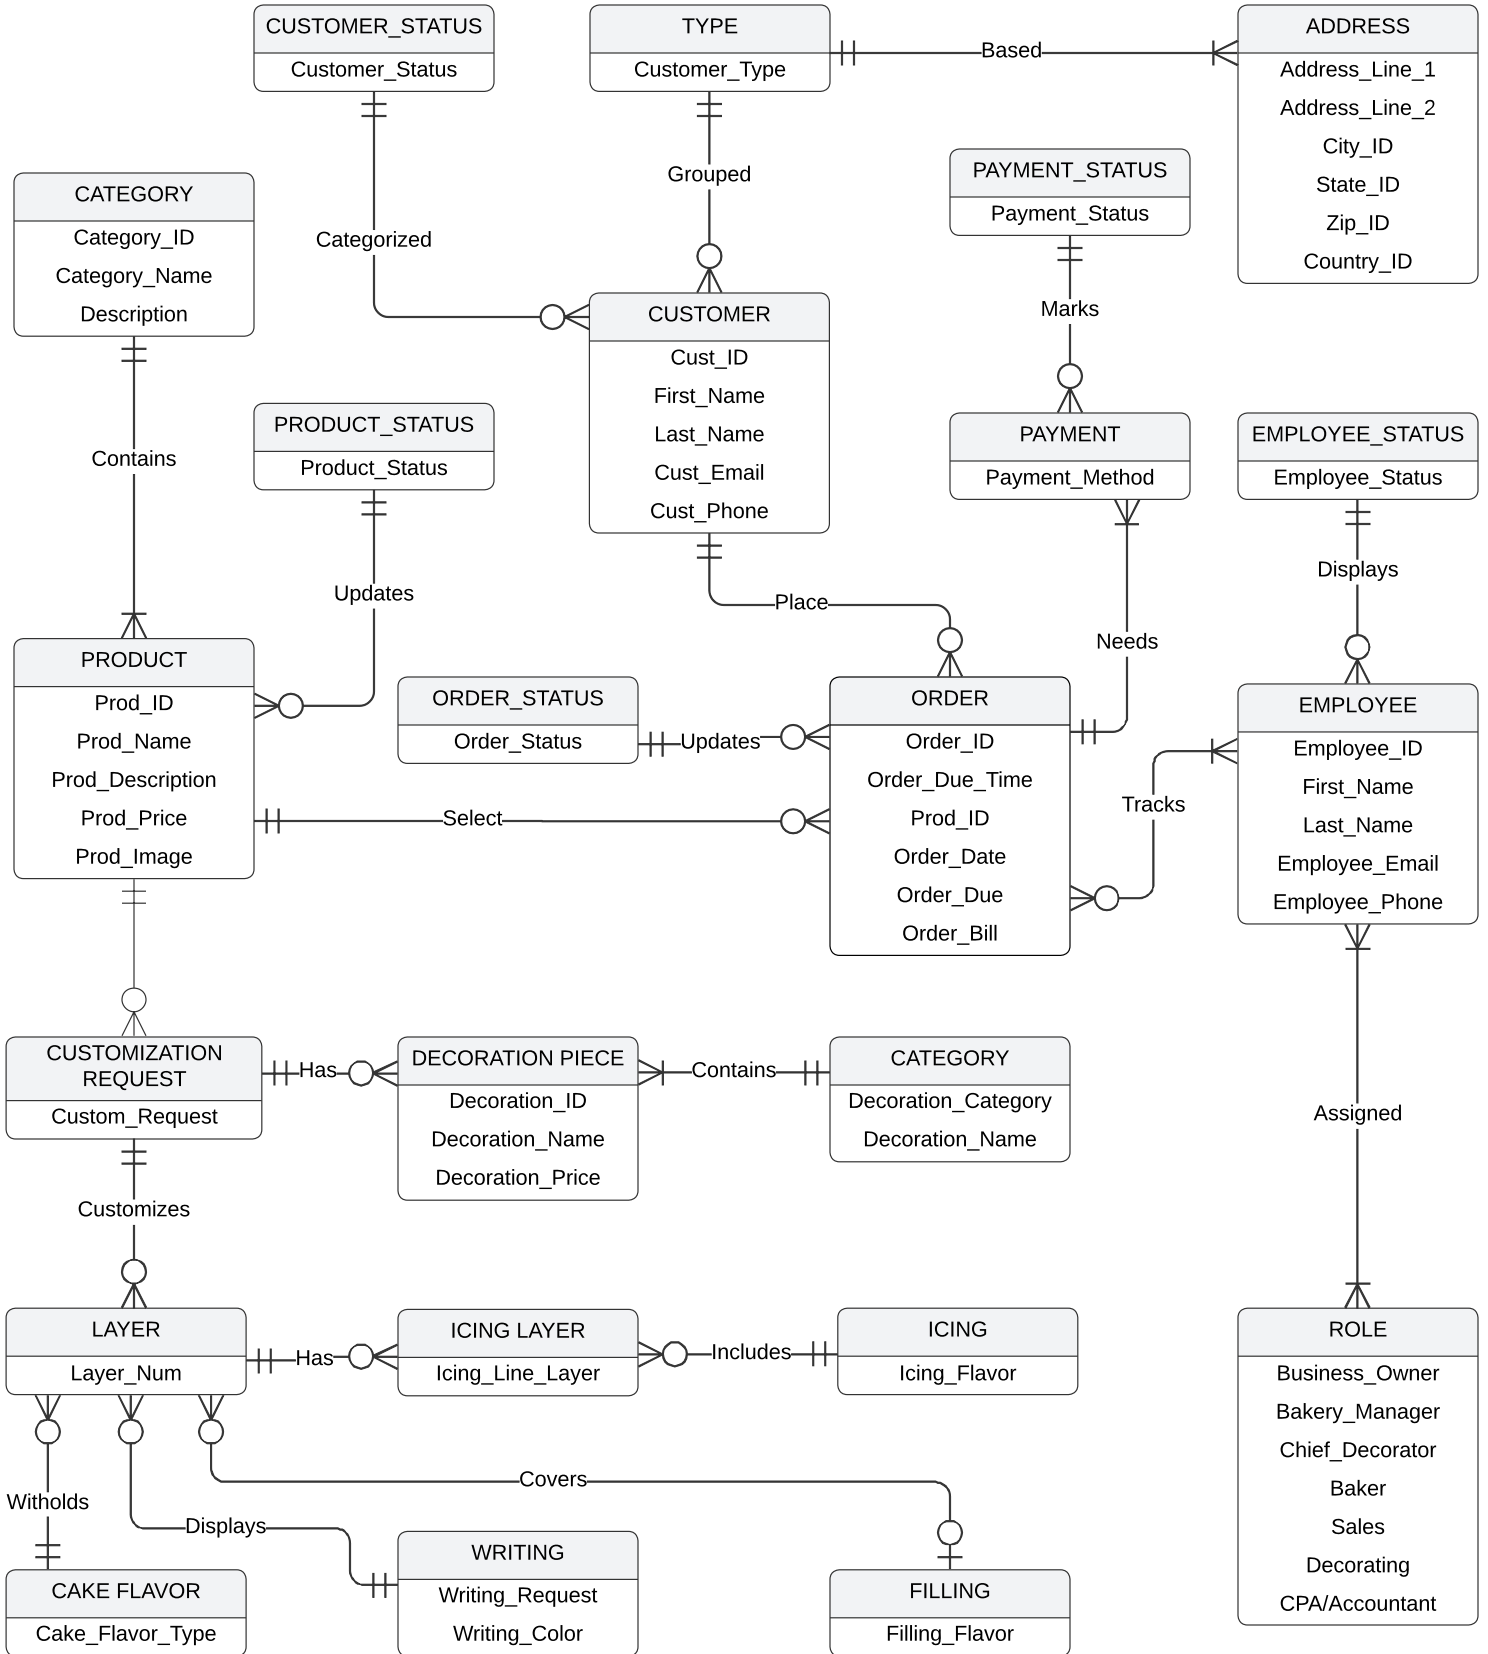 CUSTOMER_STATUS
Customer_Status
TYPE
Customer_Type
Based
ADDRESS
Address_Line_1
Address_Line_2
City_ID
State_ID
Zip_ID
Country_ID
Grouped
PAYMENT_STATUS
Payment_Status
CATEGORY
Category_ID
Category_Name
Description
Categorized
Marks
CUSTOMER
Cust_ID
First_Name
Last_Name
Cust_Email
Cust_Phone
Contains
PRODUCT_STATUS
Product_Status
PAYMENT
Payment_Method
EMPLOYEE_STATUS
Employee_Status
Updates
Place
Needs
Displays
PRODUCT
Prod_ID
Prod_Name
Prod_Description
Prod_Price
Prod_Image
ORDER_STATUS
Order_Status
Updates
Select
ORDER
Order_ID
Order_Due_Time
Prod_ID
Order_Date
Order_Due
Order_Bill
Tracks
EMPLOYEE
Employee_ID
First_Name
Last_Name
Employee_Email
Employee_Phone
CUSTOMIZATION
REQUEST
Custom_Request
Has
DECORATION PIECE
Decoration_ID
Decoration_Name
Decoration_Price
Contains
CATEGORY
Decoration_Category
Decoration_Name
Assigned
Customizes
LAYER
Layer_Num
Has
ICING LAYER
Icing_Line_Layer
Includes
ICING
Icing_Flavor
ROLE
Business_Owner
Bakery_Manager
Chief_Decorator
Baker
Sales
Decorating
CPA/Accountant
Witholds
Displays
Covers
CAKE FLAVOR
Cake_Flavor_Type
WRITING
Writing_Request
Writing_Color
FILLING
Filling_Flavor